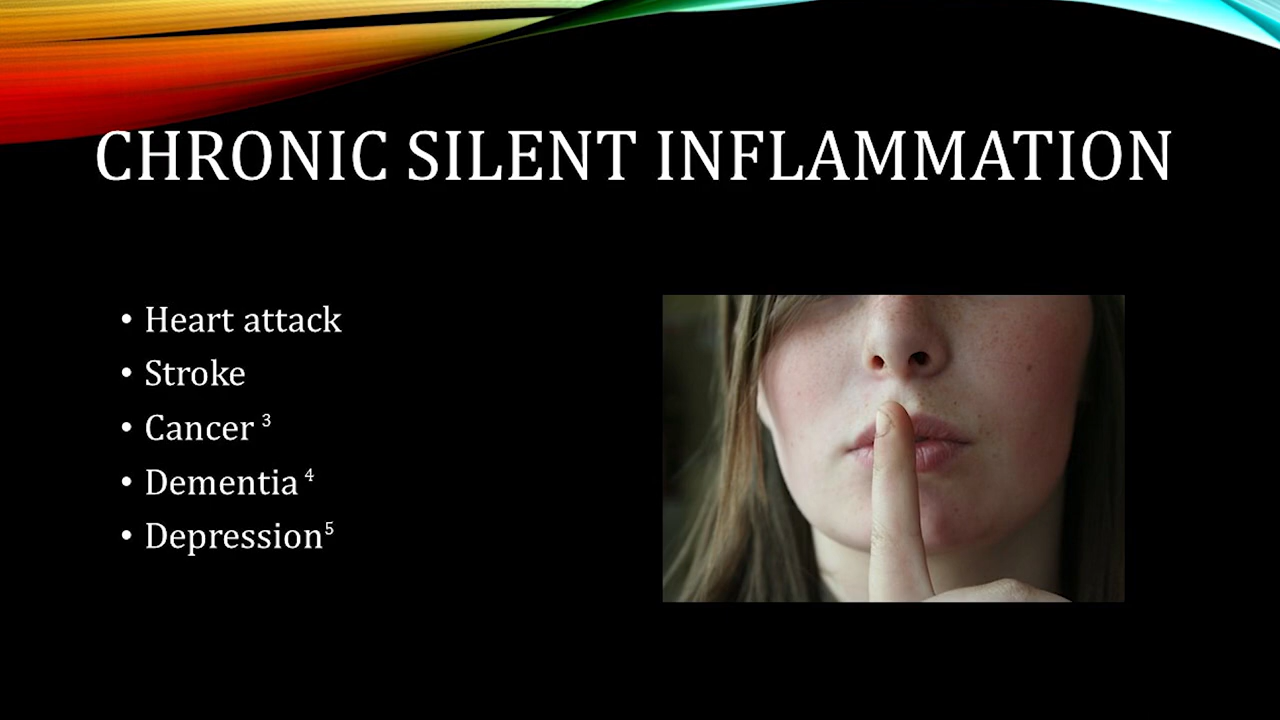 CHRONIC SILENT INFLAMMATION
• Heart attack
• Stroke
• Cancer ³
• Dementia ⁴
• Depression⁵